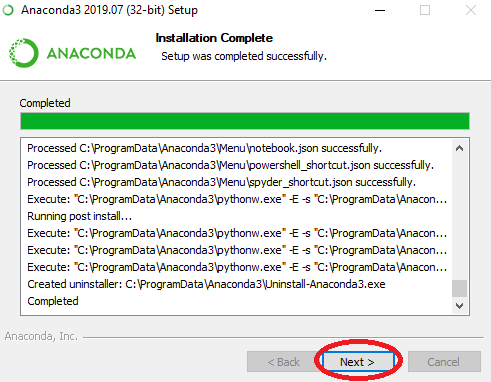 Anaconda3 2019.07 (32-bit) Setup
ANACONDA
Installation Complete
Setup was completed successfully.
Completed
Processed C:\ProgramData\Anaconda3\Menu\notebook.json successfully.
Processed C:\ProgramData\Anaconda3\Menu\powershell_shortcut.json successfully.
Processed C:\ProgramData\Anaconda3\Menu\spyder_shortcut.json successfully.
Execute: "C:\ProgramData\Anaconda3\pythonw.exe" -E -s "C:\ProgramData\Anacon...
Running post install...
Execute: "C:\ProgramData\Anaconda3\pythonw.exe" -E -s "C:\ProgramData\Anacon...
Execute: "C:\ProgramData\Anaconda3\pythonw.exe" -E -s "C:\ProgramData\Anacon...
Execute: "C:\ProgramData\Anaconda3\pythonw.exe" -E -s "C:\ProgramData\Anacon...
Created uninstaller: C:\ProgramData\Anaconda3\Uninstall-Anaconda3.exe
Completed
Anaconda, Inc.
< Back Next > Cancel